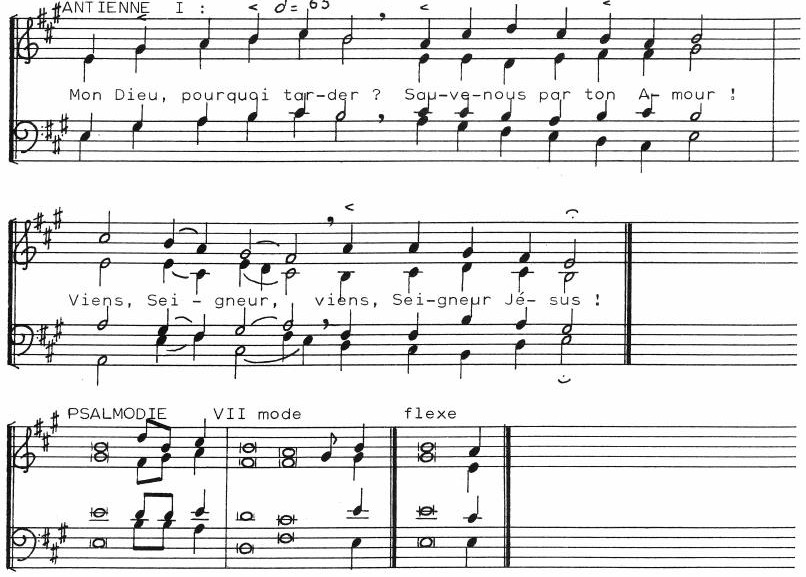 ANTIENNE I : ♩= 65
Mon Dieu, pourquoi tar-der ? Sau-ve-nous par ton A- mour !
Viens, Sei - gneur, viens, Sei-gneur Jé- sus !
PSALMODIE VII mode flexe